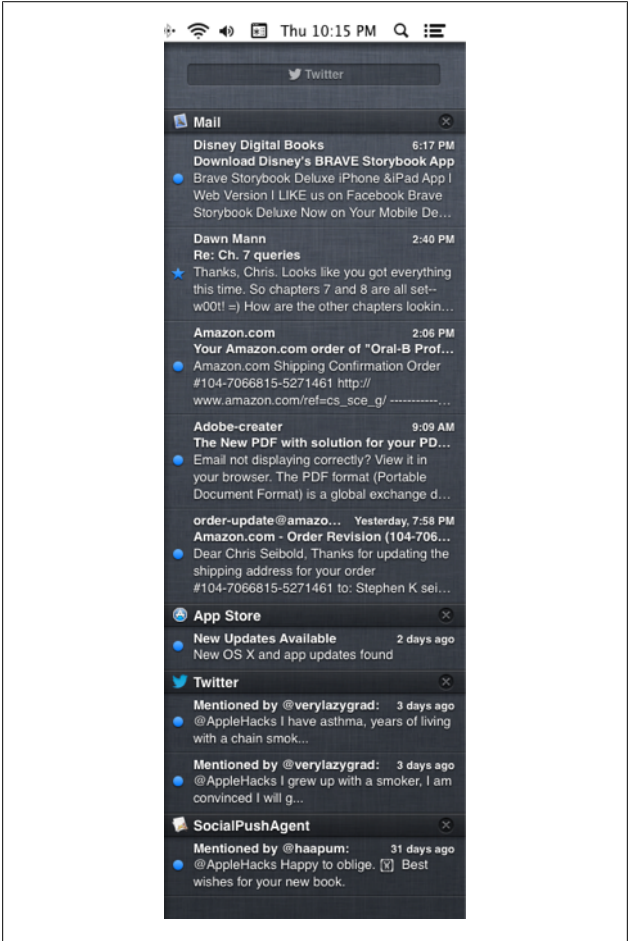 Thu 10:15 PM
Twitter
Mail
Disney Digital Books 6:17 PM
Download Disney's BRAVE Storybook App
Brave Storybook Deluxe iPhone &iPad App I
Web Version I LIKE us on Facebook Brave
Storybook Deluxe Now on Your Mobile De...
Dawn Mann 2:40 PM
Re: Ch. 7 queries
Thanks, Chris. Looks like you got everything
this time. So chapters 7 and 8 are all set--
w00t! =) How are the other chapters lookin...
Amazon.com 2:06 PM
Your Amazon.com order of "Oral-B Prof...
Amazon.com Shipping Confirmation Order
#104-7066815-5271461 http://
www.amazon.com/ref=cs_sce_g/ -----------...
Adobe-creater 9:09 AM
The New PDF with solution for your PD...
Email not displaying correctly? View it in
your browser. The PDF format (Portable
Document Format) is a global exchange d...
order-update@amazo... Yesterday, 7:58 PM
Amazon.com - Order Revision (104-706...
Dear Chris Seibold, Thanks for updating the
shipping address for your order
#104-7066815-5271461 to: Stephen K sei...
App Store
New Updates Available 2 days ago
New OS X and app updates found
Twitter
Mentioned by @verylazygrad: 3 days ago
@AppleHacks I have asthma, years of living
with a chain smok...
Mentioned by @verylazygrad: 3 days ago
@AppleHacks I grew up with a smoker, I am
convinced I will g...
SocialPushAgent
Mentioned by @haapum: 31 days ago
@AppleHacks Happy to oblige. Best
wishes for your new book.